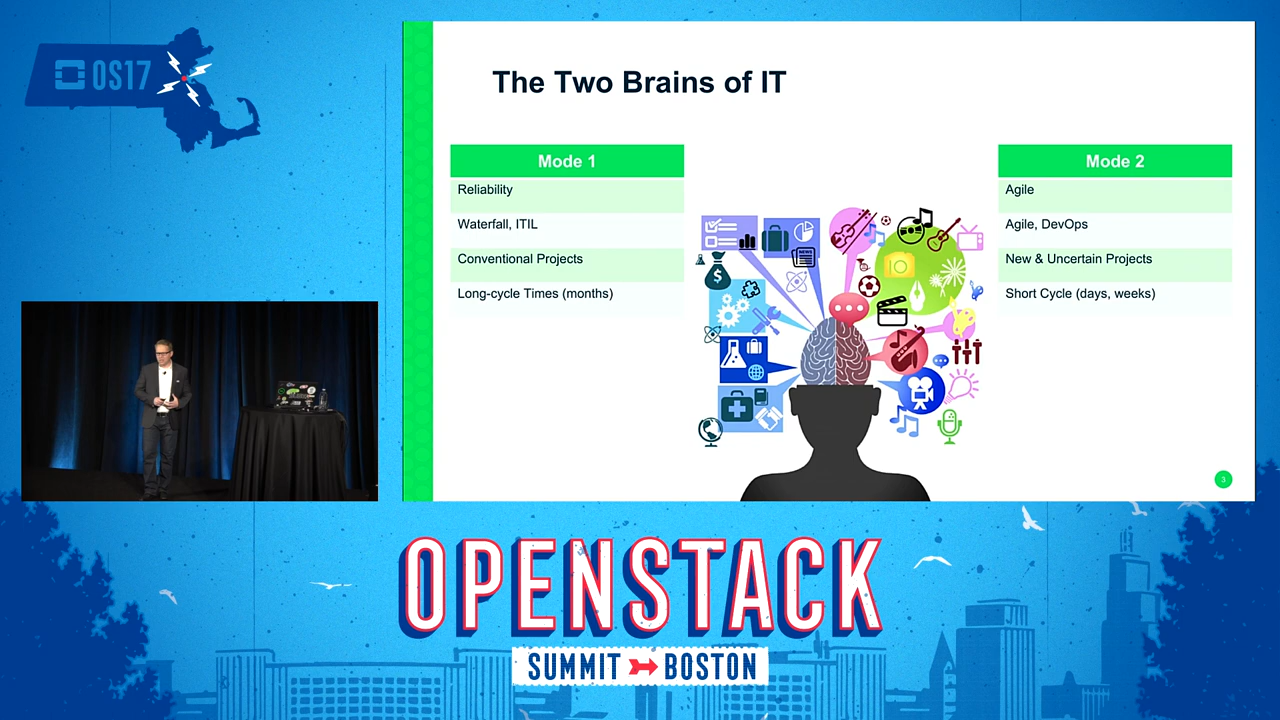 OS17
The Two Brains of IT
Mode 1
Reliability
Waterfall, ITIL
Conventional Projects
Long-cycle Times (months)
Mode 2
Agile
Agile, DevOps
New & Uncertain Projects
Short Cycle (days, weeks)
NEWS
$
3
OPENSTACK
SUMMIT BOSTON